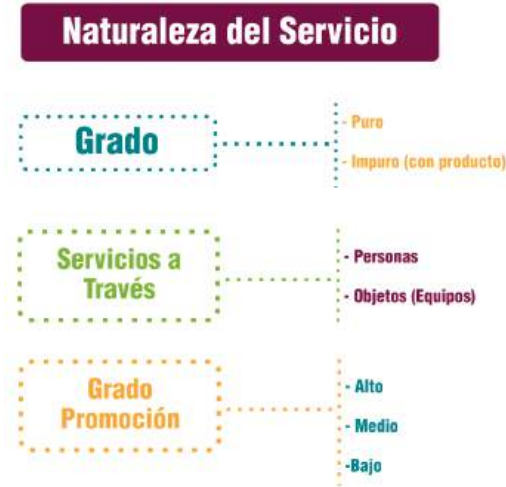 Naturaleza del Servicio
Grado
- Puro
- Impuro (con producto)
Servicios a
Través
- Personas
- Objetos (Equipos)
Grado
Promoción
- Alto
- Medio
-Bajo